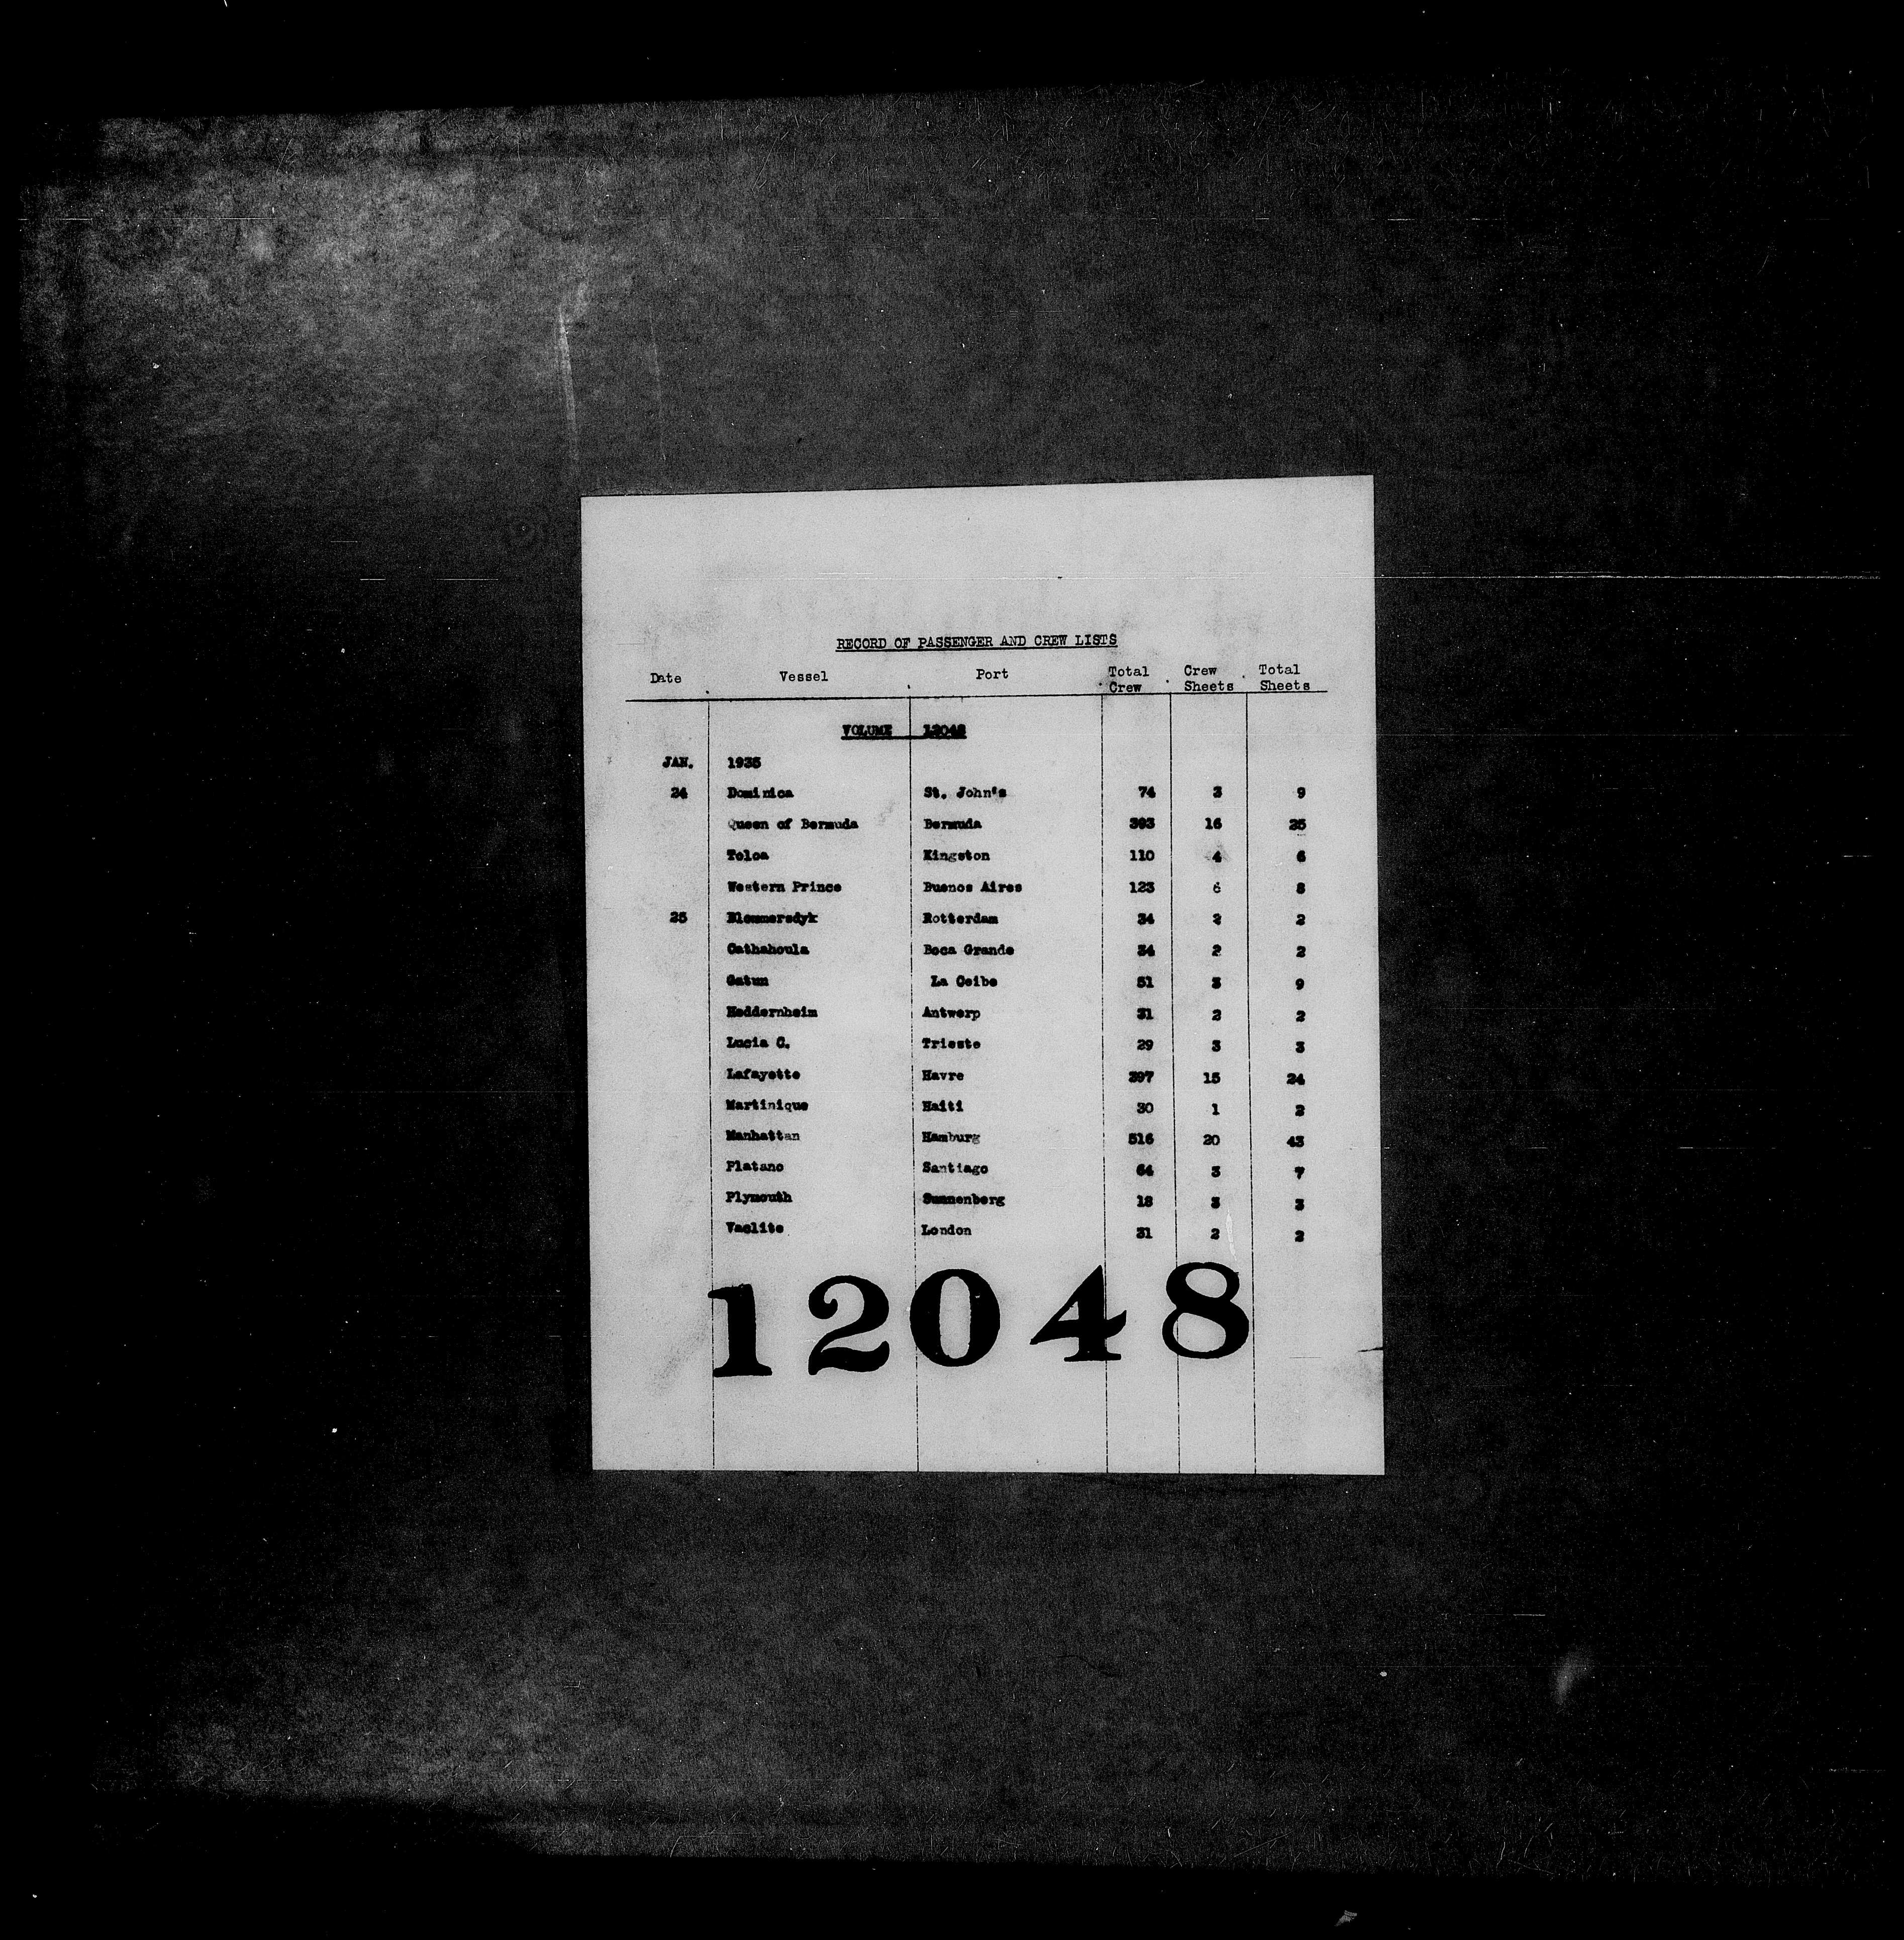 RECORD OF PASSENGER AND CREW LISTS
Date Vessel Port Total Crew Crew Sheets Total Sheets
VOLUME 12048
JAN. 1935
24 Dominica St. John's 74 3 9
Queen of Bermuda Bermuda 393 16 25
Toloa Kingston 110 4 6
Western Prince Buenos Aires 123 6 8
25 Blommersdyk Rotterdam 34 2 2
Cathahoula Boca Grande 34 2 2
Gatun La Ceiba 51 3 9
Heddernheim Antwerp 31 2 2
Lucia C. Trieste 29 3 3
Lafayette Havre 397 15 24
Martinique Haiti 30 1 2
Manhattan Hamburg 516 20 43
Platano Santiago 64 3 7
Plymouth 18 3 3
Vaclite London 31 2 2
12048